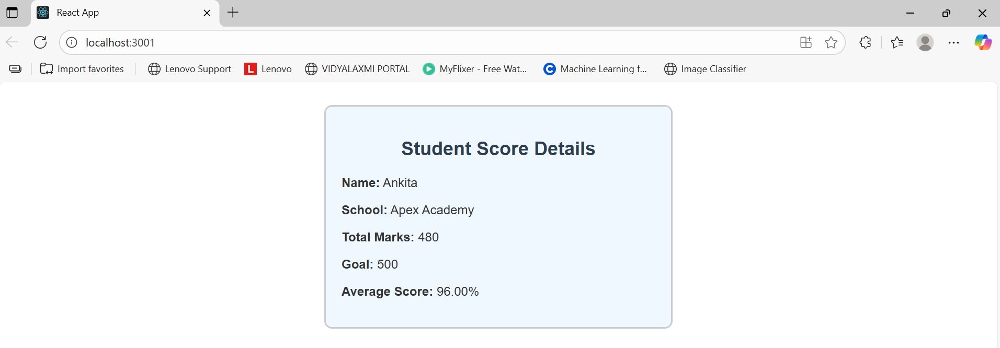 React App
localhost:3001
Import favorites
Lenovo Support
L Lenovo
VIDYALAXMI PORTAL
MyFlixer - Free Wat...
C Machine Learning f...
Image Classifier
Student Score Details
Name: Ankita
School: Apex Academy
Total Marks: 480
Goal: 500
Average Score: 96.00%